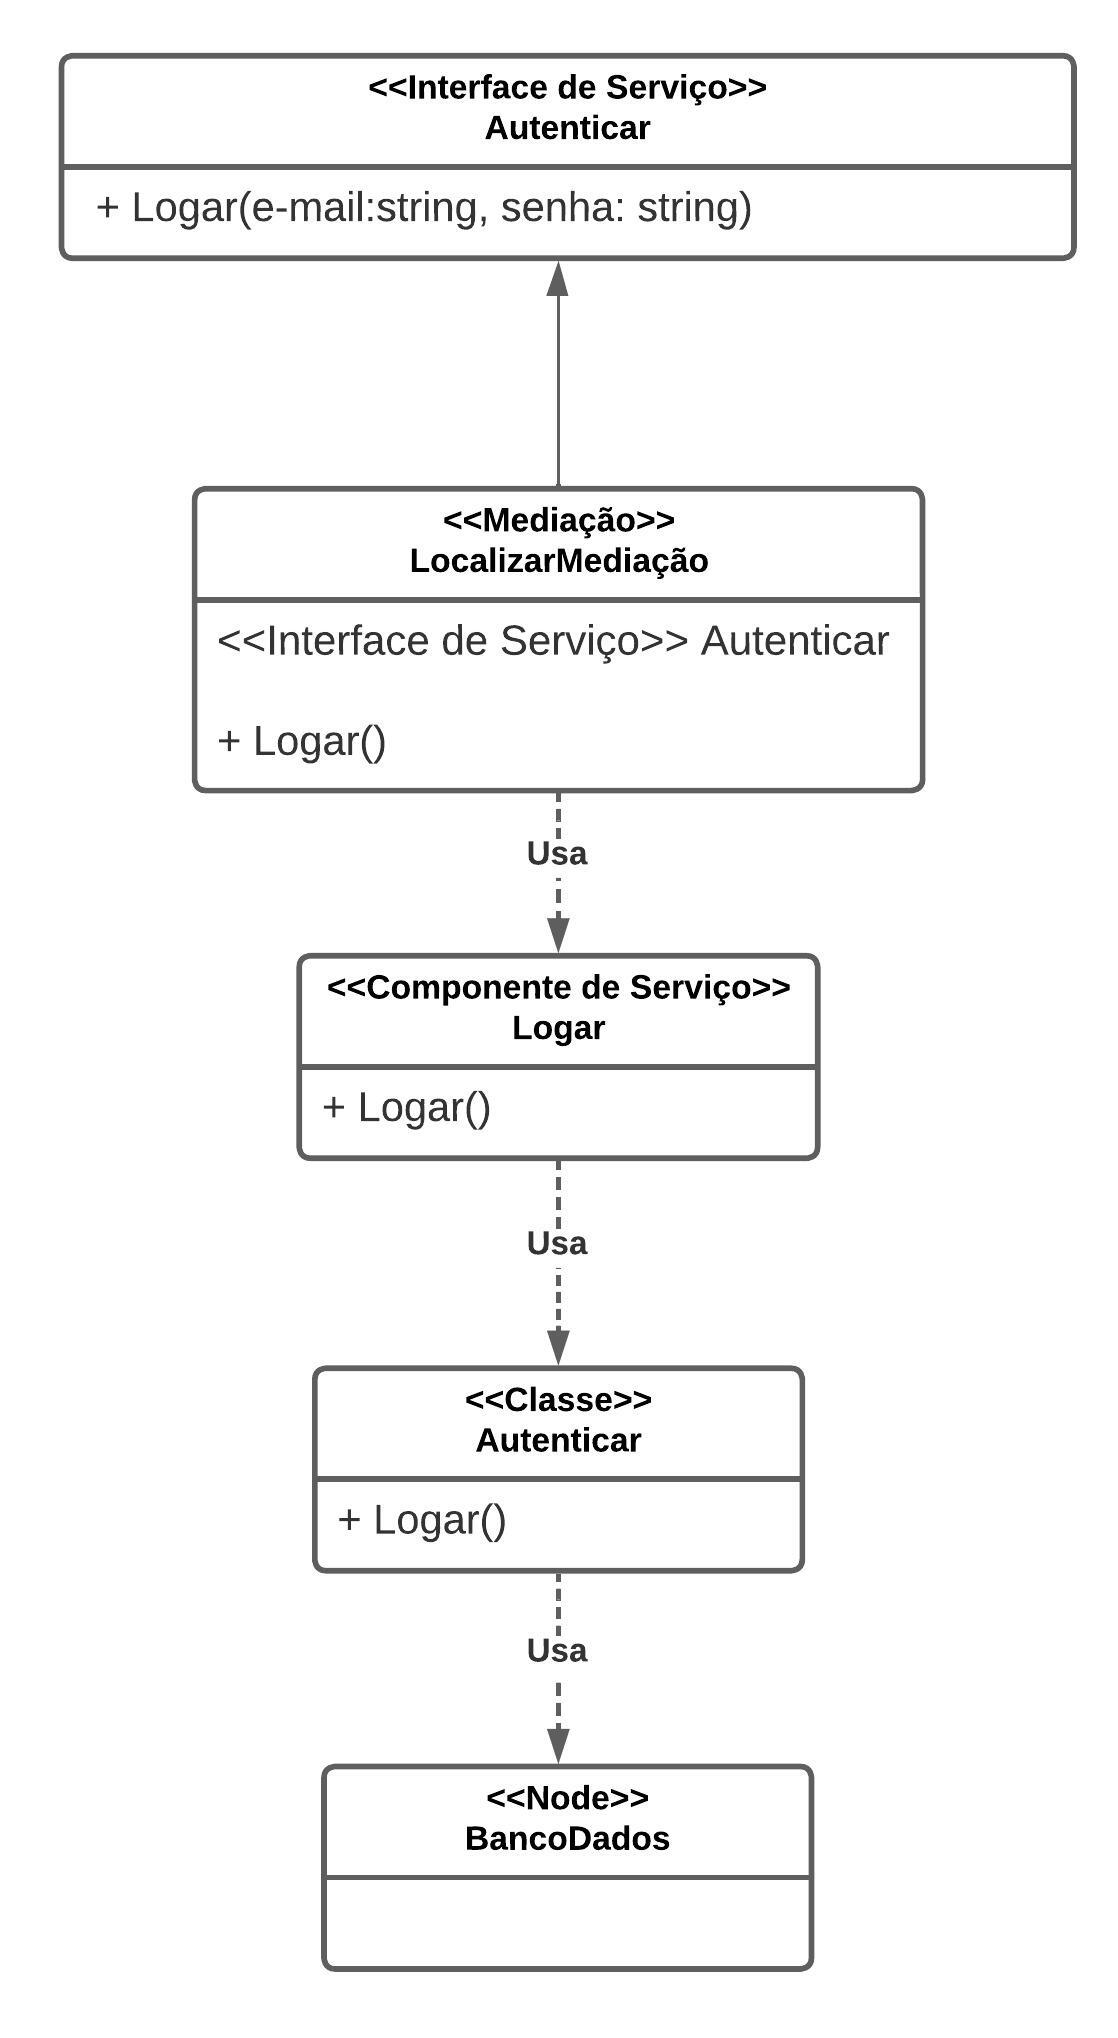 <<Interface de Serviço>>
Autenticar
+ Logar(e-mail:string, senha: string)
<<Mediação>>
LocalizarMediação
<<Interface de Serviço>> Autenticar
+ Logar()
Usa
<<Componente de Serviço>>
Logar
+ Logar()
Usa
<<Classe>>
Autenticar
+ Logar()
Usa
<<Node>>
BancoDados